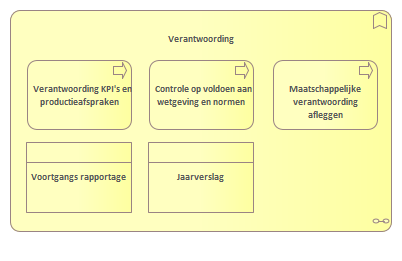 Verantwoording
Verantwoording KPI's en
productieafspraken
Controle op voldoen aan
wetgeving en normen
Maatschappelijke
verantwoording
afleggen
Voortgangs rapportage
Jaarverslag